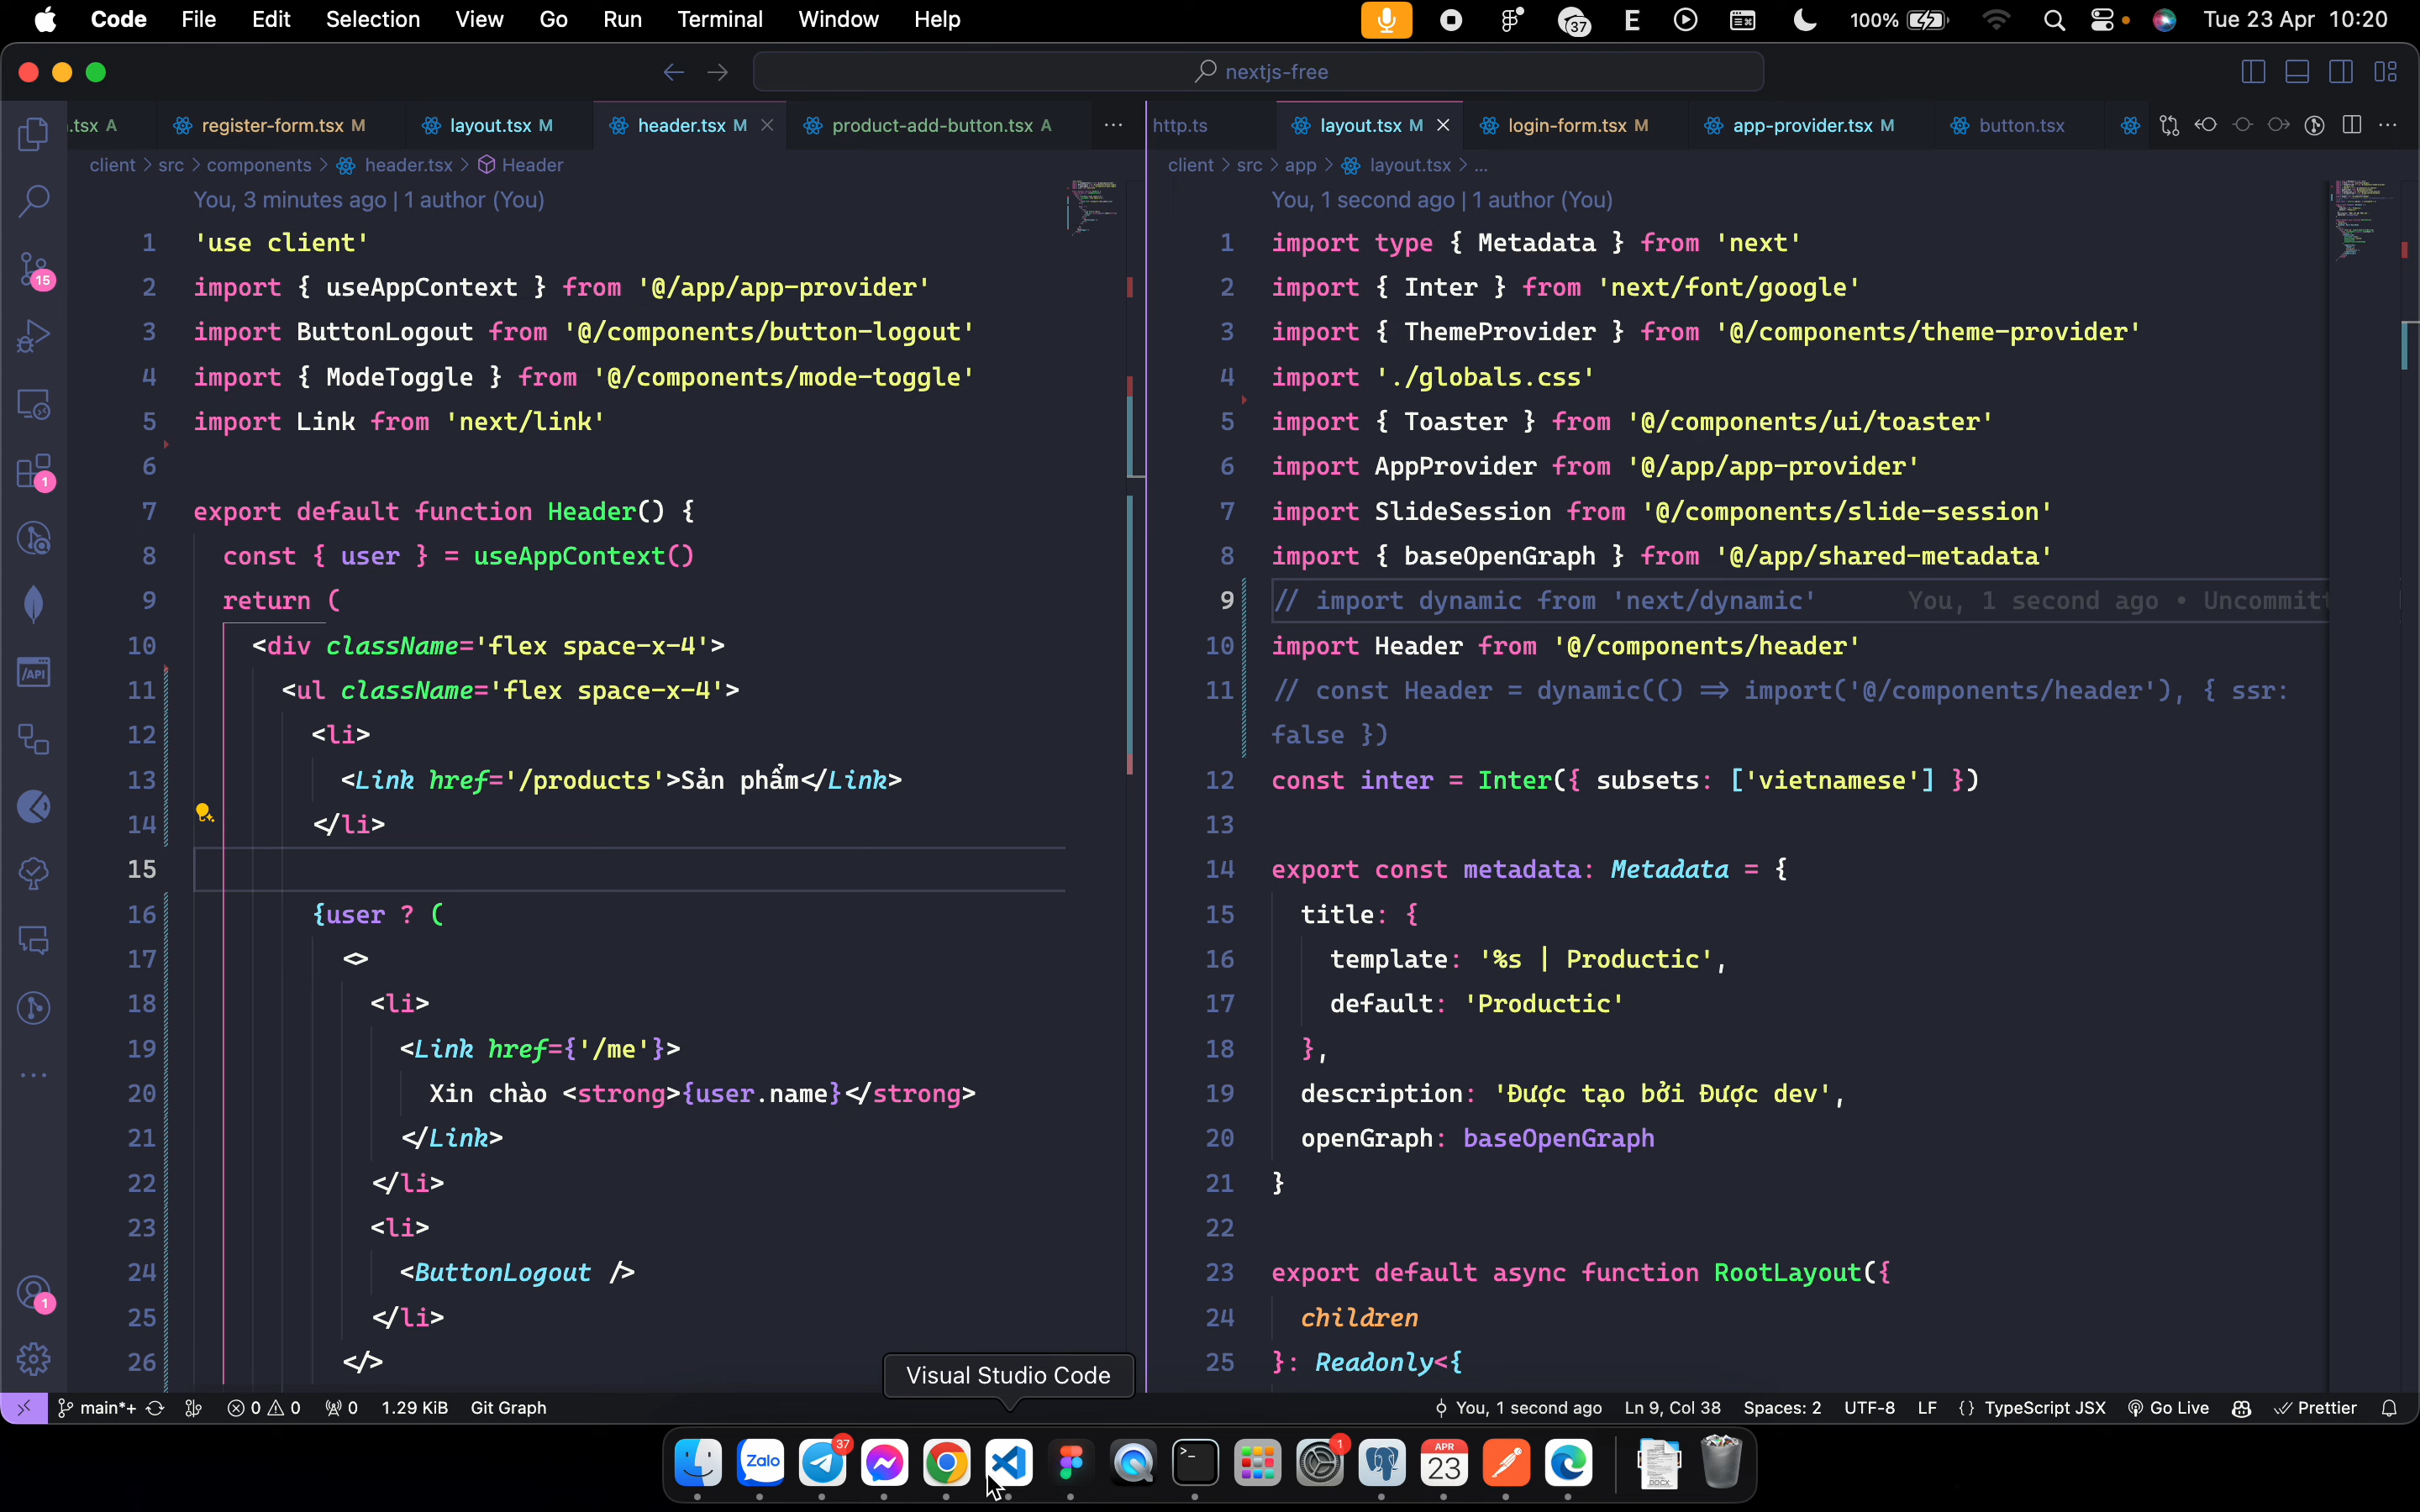 Code File Edit Selection View Go Run Terminal Window Help 37 E 100% Tue 23 Apr 10:20
nextjs-free
.tsx A register-form.tsx M layout.tsx M header.tsx M product-add-button.tsx A
client > src > components > header.tsx > Header
You, 3 minutes ago | 1 author (You)
1 'use client'
2 import { useAppContext } from '@/app/app-provider'
3 import ButtonLogout from '@/components/button-logout'
4 import { ModeToggle } from '@/components/mode-toggle'
5 import Link from 'next/link'
6
7 export default function Header() {
8 const { user } = useAppContext()
9 return (
10 <div className='flex space-x-4'>
11 <ul className='flex space-x-4'>
12 <li>
13 <Link href='/products'>Sản phẩm</Link>
14 </li>
15
16 {user ? (
17 <>
18 <li>
19 <Link href={'/me'}>
20 Xin chào <strong>{user.name}</strong>
21 </Link>
22 </li>
23 <li>
24 <ButtonLogout />
25 </li>
26 </>
http.ts layout.tsx M login-form.tsx M app-provider.tsx M button.tsx
client > src > app > layout.tsx > ...
You, 1 second ago | 1 author (You)
1 import type { Metadata } from 'next'
2 import { Inter } from 'next/font/google'
3 import { ThemeProvider } from '@/components/theme-provider'
4 import './globals.css'
5 import { Toaster } from '@/components/ui/toaster'
6 import AppProvider from '@/app/app-provider'
7 import SlideSession from '@/components/slide-session'
8 import { baseOpenGraph } from '@/app/shared-metadata'
9 // import dynamic from 'next/dynamic' You, 1 second ago • Uncommitt
10 import Header from '@/components/header'
11 // const Header = dynamic(() => import('@/components/header'), { ssr:
false })
12 const inter = Inter({ subsets: ['vietnamese'] })
13
14 export const metadata: Metadata = {
15 title: {
16 template: '%s | Productic',
17 default: 'Productic'
18 },
19 description: 'Được tạo bởi Được dev',
20 openGraph: baseOpenGraph
21 }
22
23 export default async function RootLayout({
24 children
25 }: Readonly<{
15
1
/API
1
Visual Studio Code
main*+ 0 0 0 1.29 KiB Git Graph You, 1 second ago Ln 9, Col 38 Spaces: 2 UTF-8 LF {} TypeScript JSX Go Live Prettier
Zalo 37 1 APR 23 DOCX